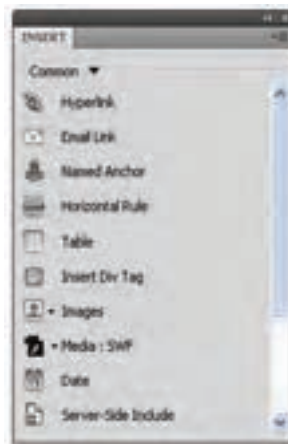 INSERT
Common
Hyperlink
Email Link
Named Anchor
Horizontal Rule
Table
Insert Div Tag
Images
Media : SWF
Date
Server-Side Include